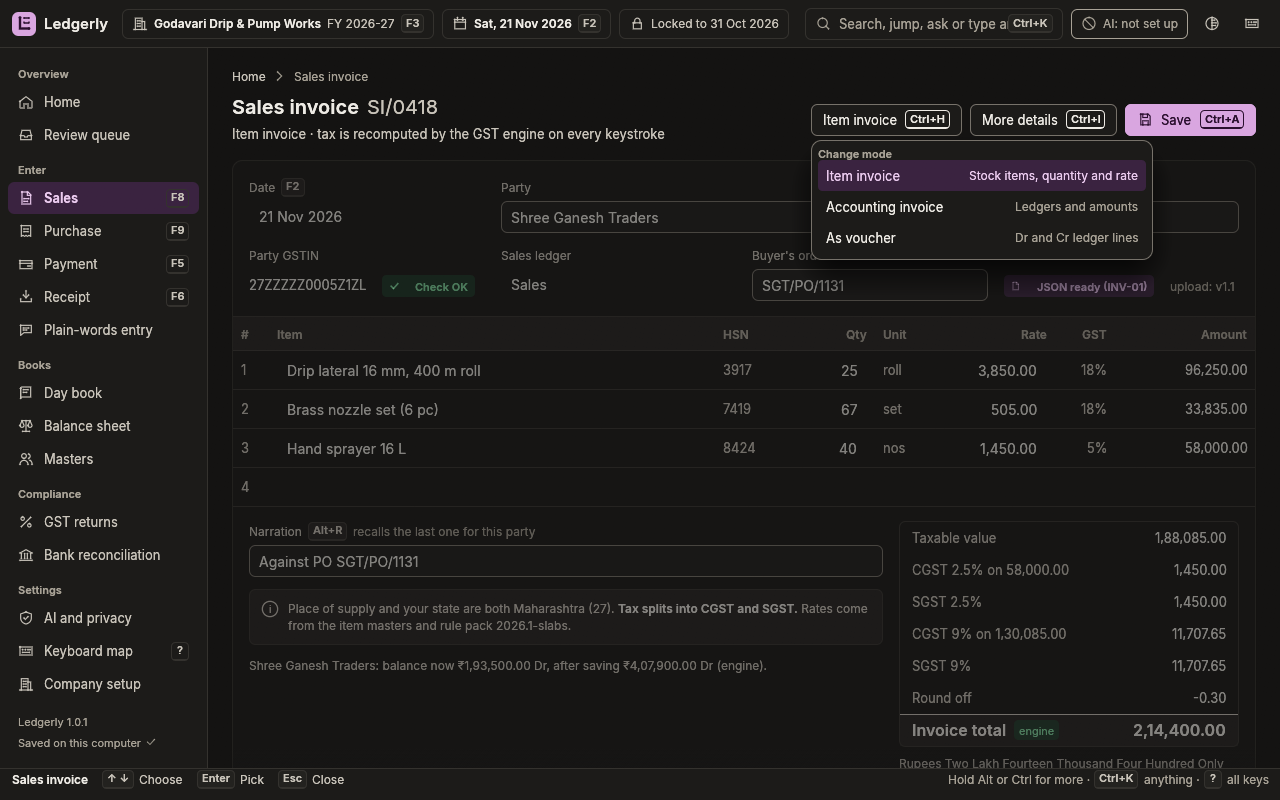 Ledgerly
Godavari Drip & Pump Works FY 2026-27 F3
Sat, 21 Nov 2026 F2
Locked to 31 Oct 2026
Search, jump, ask or type a Ctrl+K
AI: not set up
Overview
Home
Review queue
Enter
Sales F8
Purchase F9
Payment F5
Receipt F6
Plain-words entry
Books
Day book
Balance sheet
Masters
Compliance
GST returns
Bank reconciliation
Settings
AI and privacy
Keyboard map ?
Company setup
Ledgerly 1.0.1
Saved on this computer
Home > Sales invoice
Sales invoice SI/0418
Item invoice · tax is recomputed by the GST engine on every keystroke
Item invoice Ctrl+H
More details Ctrl+I
Save Ctrl+A
Change mode
Item invoice Stock items, quantity and rate
Accounting invoice Ledgers and amounts
As voucher Dr and Cr ledger lines
Date F2
Party
21 Nov 2026
Shree Ganesh Traders
Party GSTIN
Sales ledger
Buyer's or
27ZZZZZ0005Z1ZL
Check OK
Sales
SGT/PO/1131
JSON ready (INV-01)
upload: v1.1
# Item HSN Qty Unit Rate GST Amount
1 Drip lateral 16 mm, 400 m roll 3917 25 roll 3,850.00 18% 96,250.00
2 Brass nozzle set (6 pc) 7419 67 set 505.00 18% 33,835.00
3 Hand sprayer 16 L 8424 40 nos 1,450.00 5% 58,000.00
4
Narration Alt+R recalls the last one for this party
Against PO SGT/PO/1131
Place of supply and your state are both Maharashtra (27). Tax splits into CGST and SGST. Rates come
from the item masters and rule pack 2026.1-slabs.
Shree Ganesh Traders: balance now ₹1,93,500.00 Dr, after saving ₹4,07,900.00 Dr (engine).
Taxable value 1,88,085.00
CGST 2.5% on 58,000.00 1,450.00
SGST 2.5% 1,450.00
CGST 9% on 1,30,085.00 11,707.65
SGST 9% 11,707.65
Round off -0.30
Invoice total engine 2,14,400.00
Rupees Two Lakh Fourteen Thousand Four Hundred Only
Sales invoice ↑↓ Choose Enter Pick Esc Close
Hold Alt or Ctrl for more · Ctrl+K anything · ? all keys